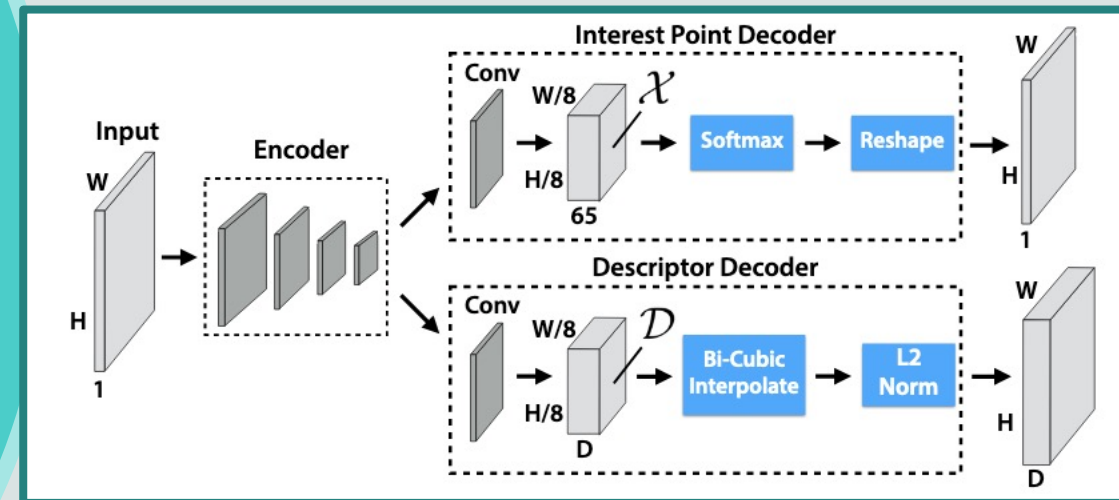 Input
W
H
1
Encoder
Interest Point Decoder
Conv
W/8
H/8
65
𝒳
Softmax
Reshape
W
H
1
Descriptor Decoder
Conv
W/8
H/8
D
𝒟
Bi-Cubic
Interpolate
L2
Norm
W
H
D